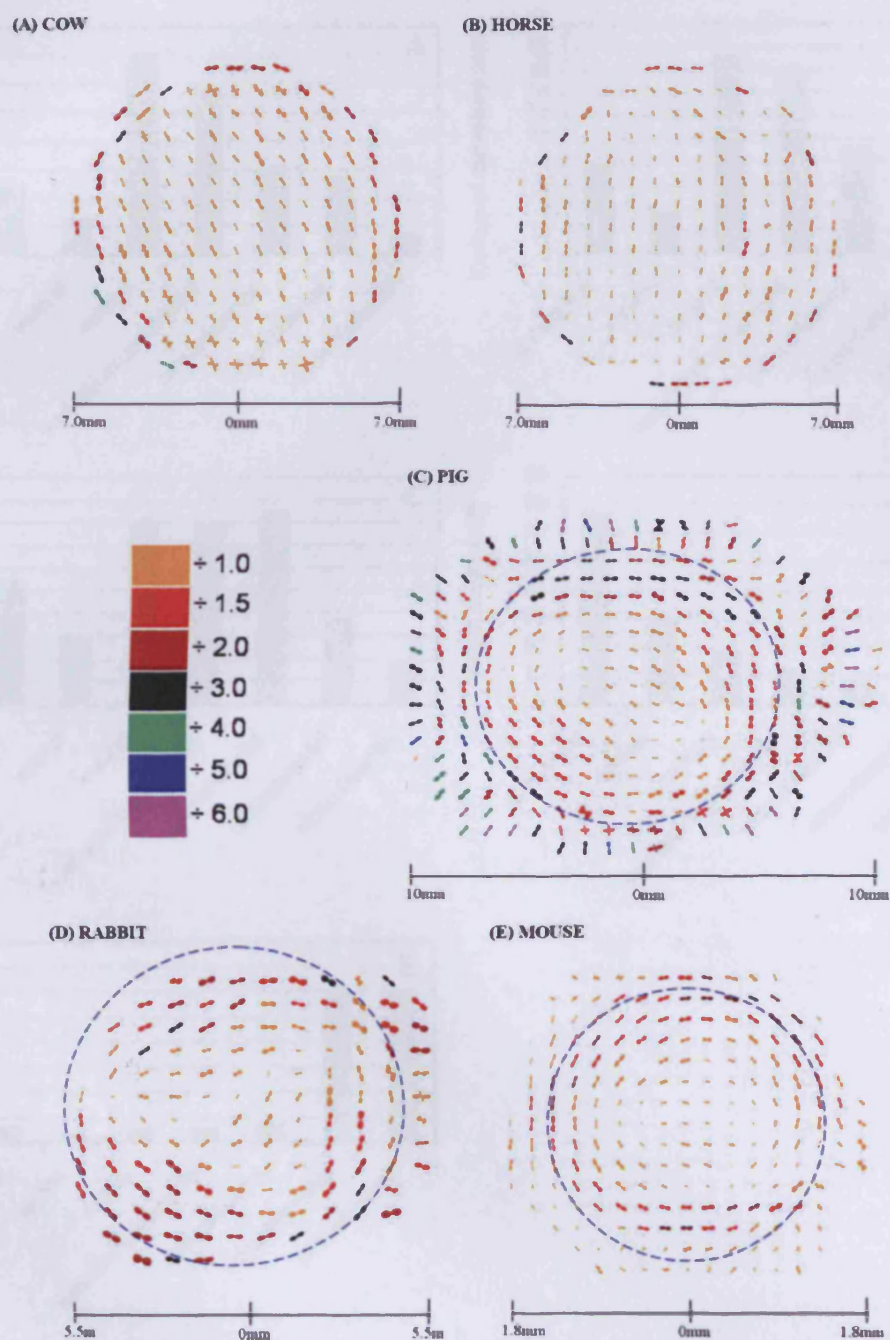 (A) COW
(B) HORSE
7.0mm 0mm 7.0mm
7.0mm 0mm 7.0mm
(C) PIG
÷ 1.0
÷ 1.5
÷ 2.0
÷ 3.0
÷ 4.0
÷ 5.0
÷ 6.0
10mm 0mm 10mm
(D) RABBIT
(E) MOUSE
5.5m 0mm 5.5m
1.8mm 0mm 1.8mm